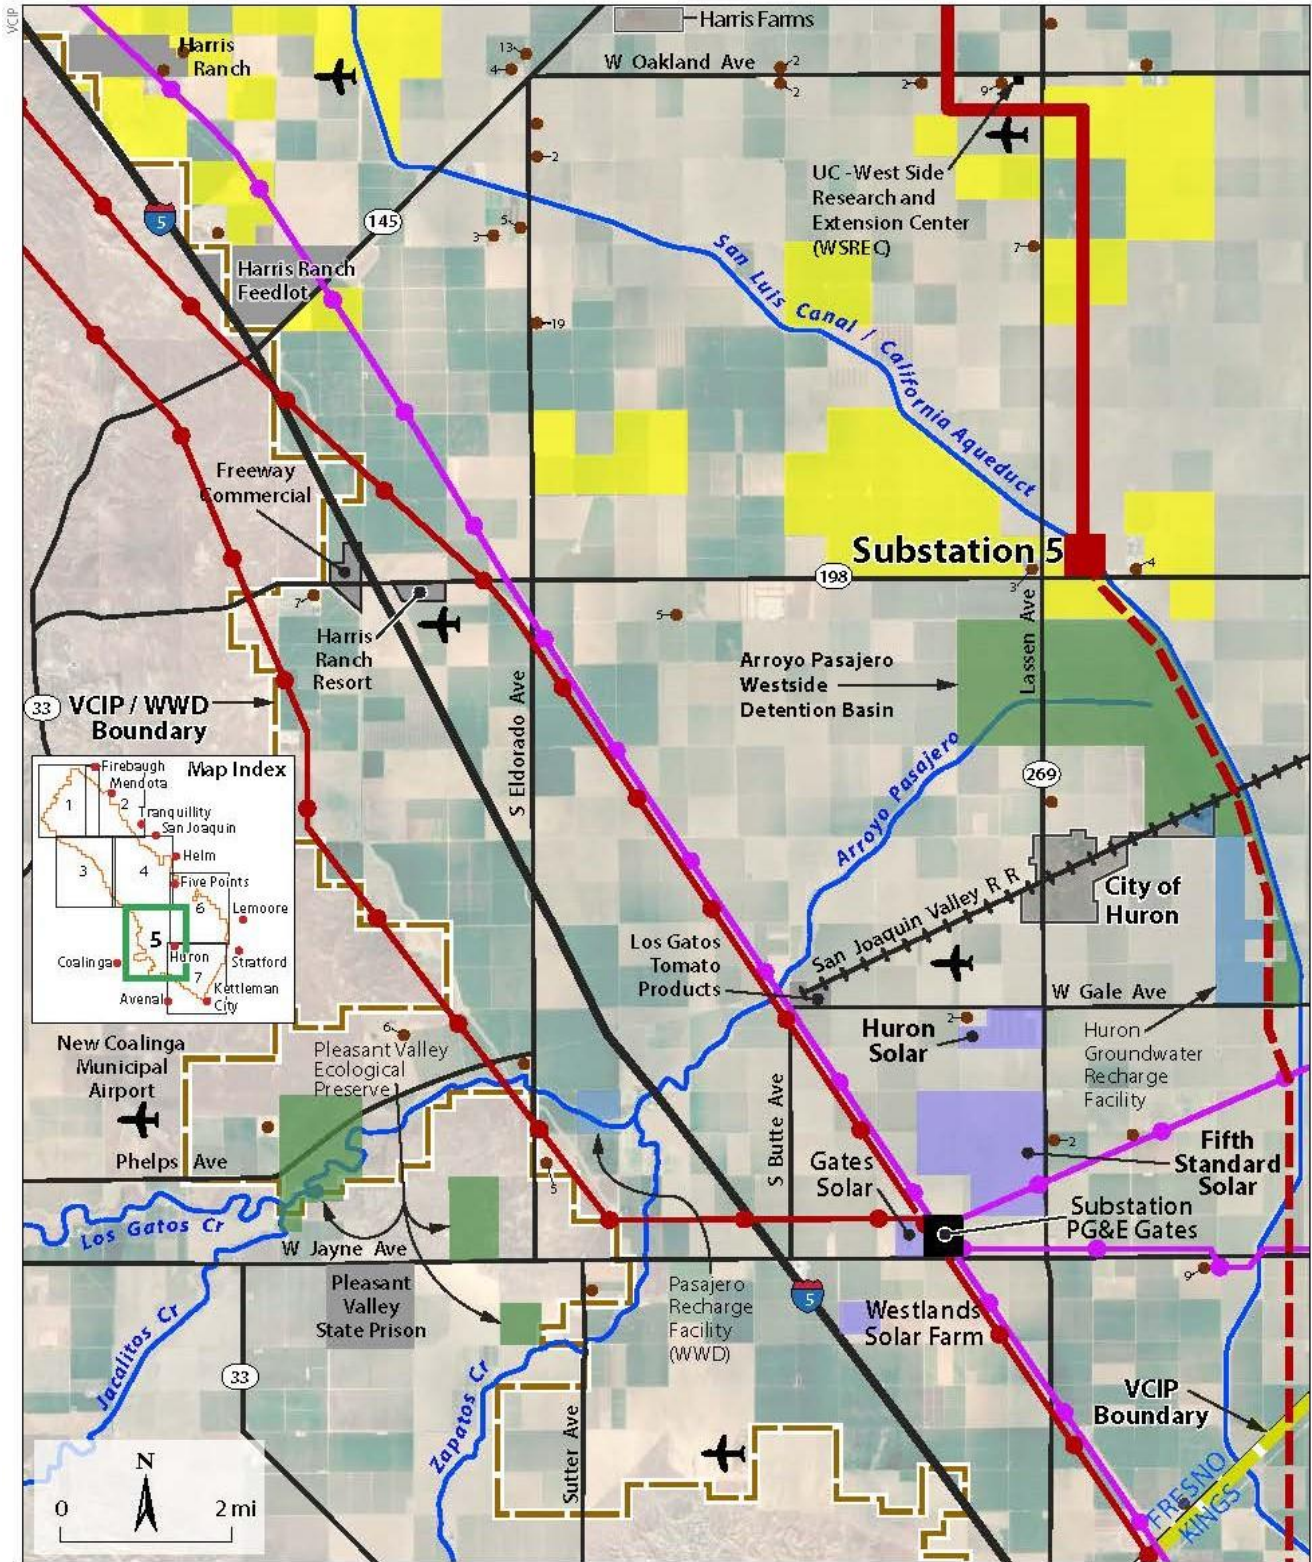 VCIP
Harris Farms
Harris
Ranch
13
4
W Oakland Ave
2
2
2
9
UC -West Side
Research and
Extension Center
(WSREC)
2
5
145
5
3
7
San Luis Canal / California Aqueduct
Harris Ranch
Feedlot
19
Freeway
Commercial
Substation 5
4
198
3
7
5
Harris
Ranch
Resort
Lassen Ave
Arroyo Pasajero
Westside
Detention Basin
S Eldorado Ave
33
VCIP / WWD
Boundary
269
Arroyo Pasajero
Map Index
Firebaugh
Mendota
1
2
Tranquillity
San Joaquin
3
4
Helm
Five Points
6
Lemoore
5
Huron
Coalinga
Stratford
7
Kettleman
City
Avenal
City of
Huron
San Joaquin Valley R R
Los Gatos
Tomato
Products
W Gale Ave
Huron
Solar
2
Huron
Groundwater
Recharge
Facility
New Coalinga
Municipal
Airport
6
Pleasant Valley
Ecological
Preserve
S Butte Ave
2
Phelps Ave
5
Gates
Solar
Fifth
Standard
Solar
Substation
PG&E Gates
Los Gatos Cr
W Jayne Ave
9
Pleasant
Valley
State Prison
Pasajero
Recharge
Facility
(WWD)
5
Westlands
Solar Farm
Jacalitos Cr
33
Zapatos Cr
Sutter Ave
VCIP
Boundary
N
0
2 mi
FRESNO
KINGS